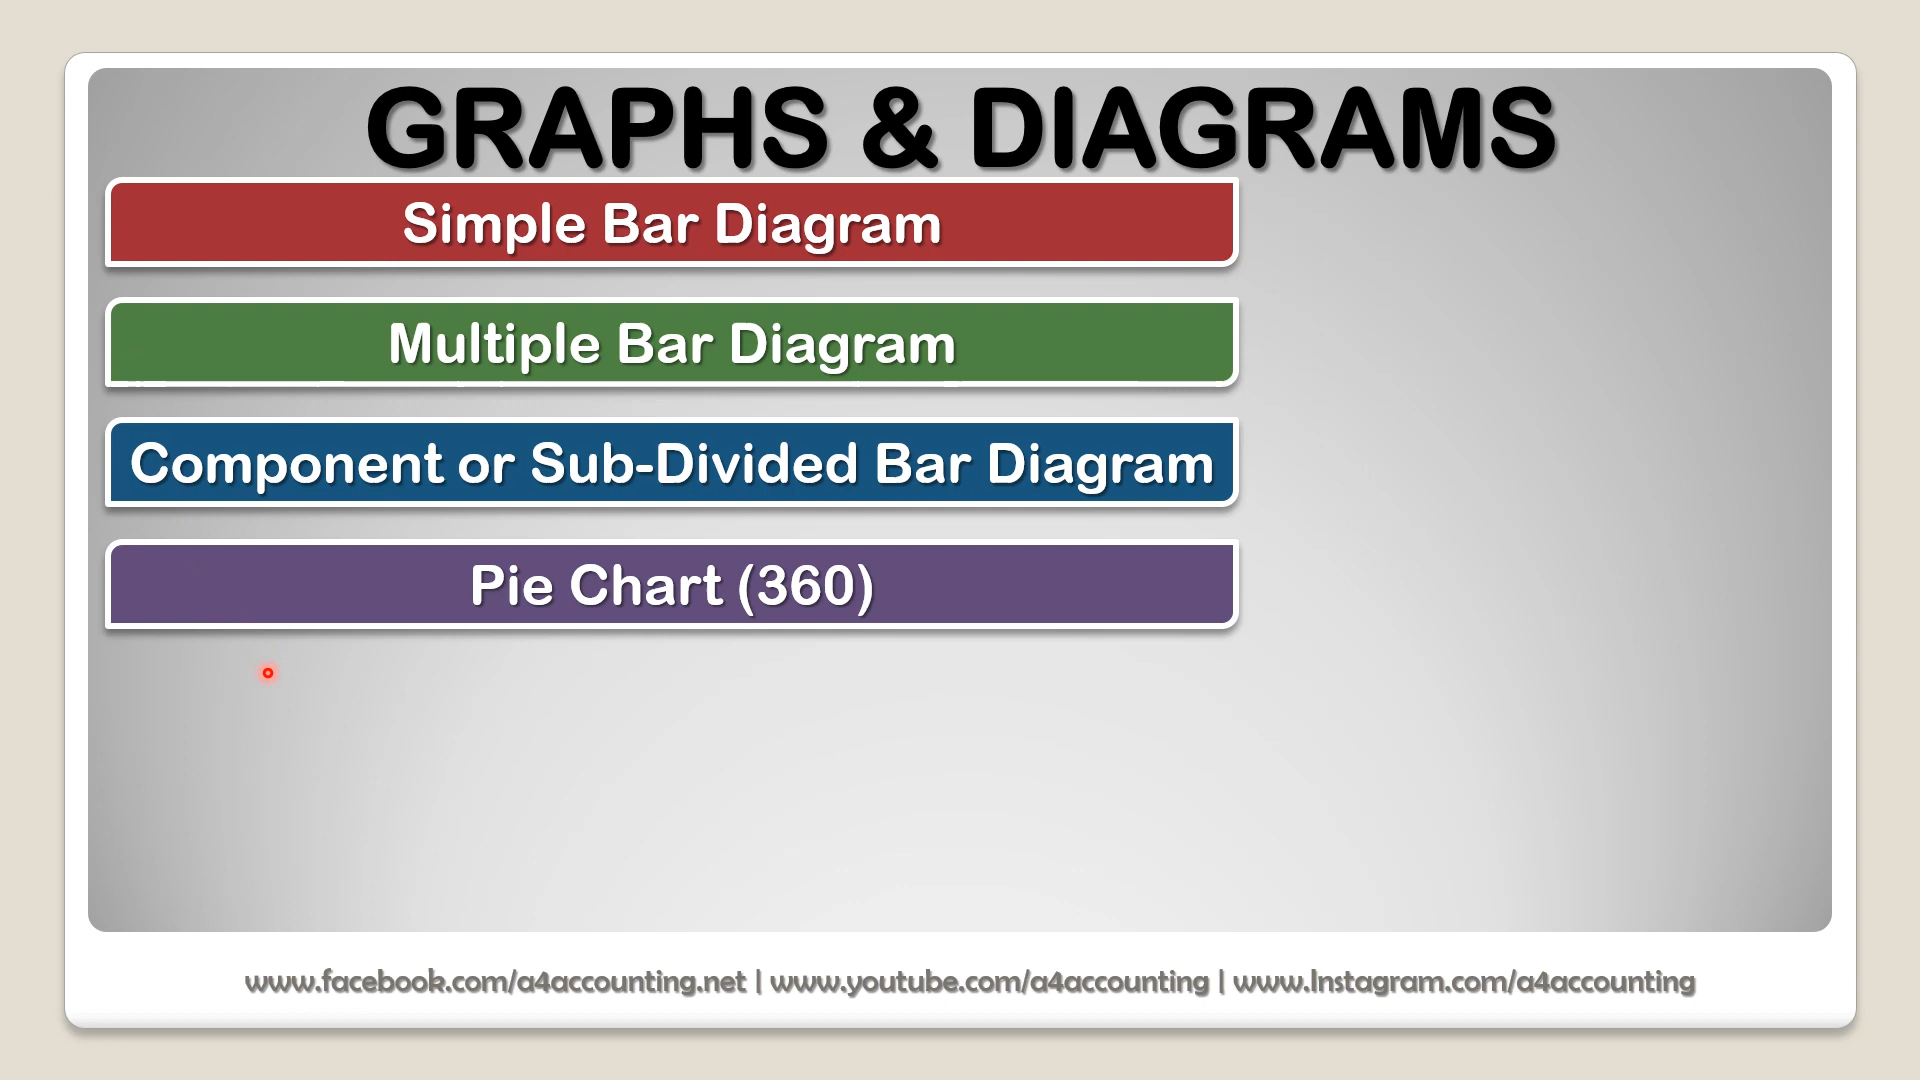 GRAPHS & DIAGRAMS
Simple Bar Diagram
Multiple Bar Diagram
Component or Sub-Divided Bar Diagram
Pie Chart (360)
www.facebook.com/a4accounting.net | www.youtube.com/a4accounting | www.Instagram.com/a4accounting